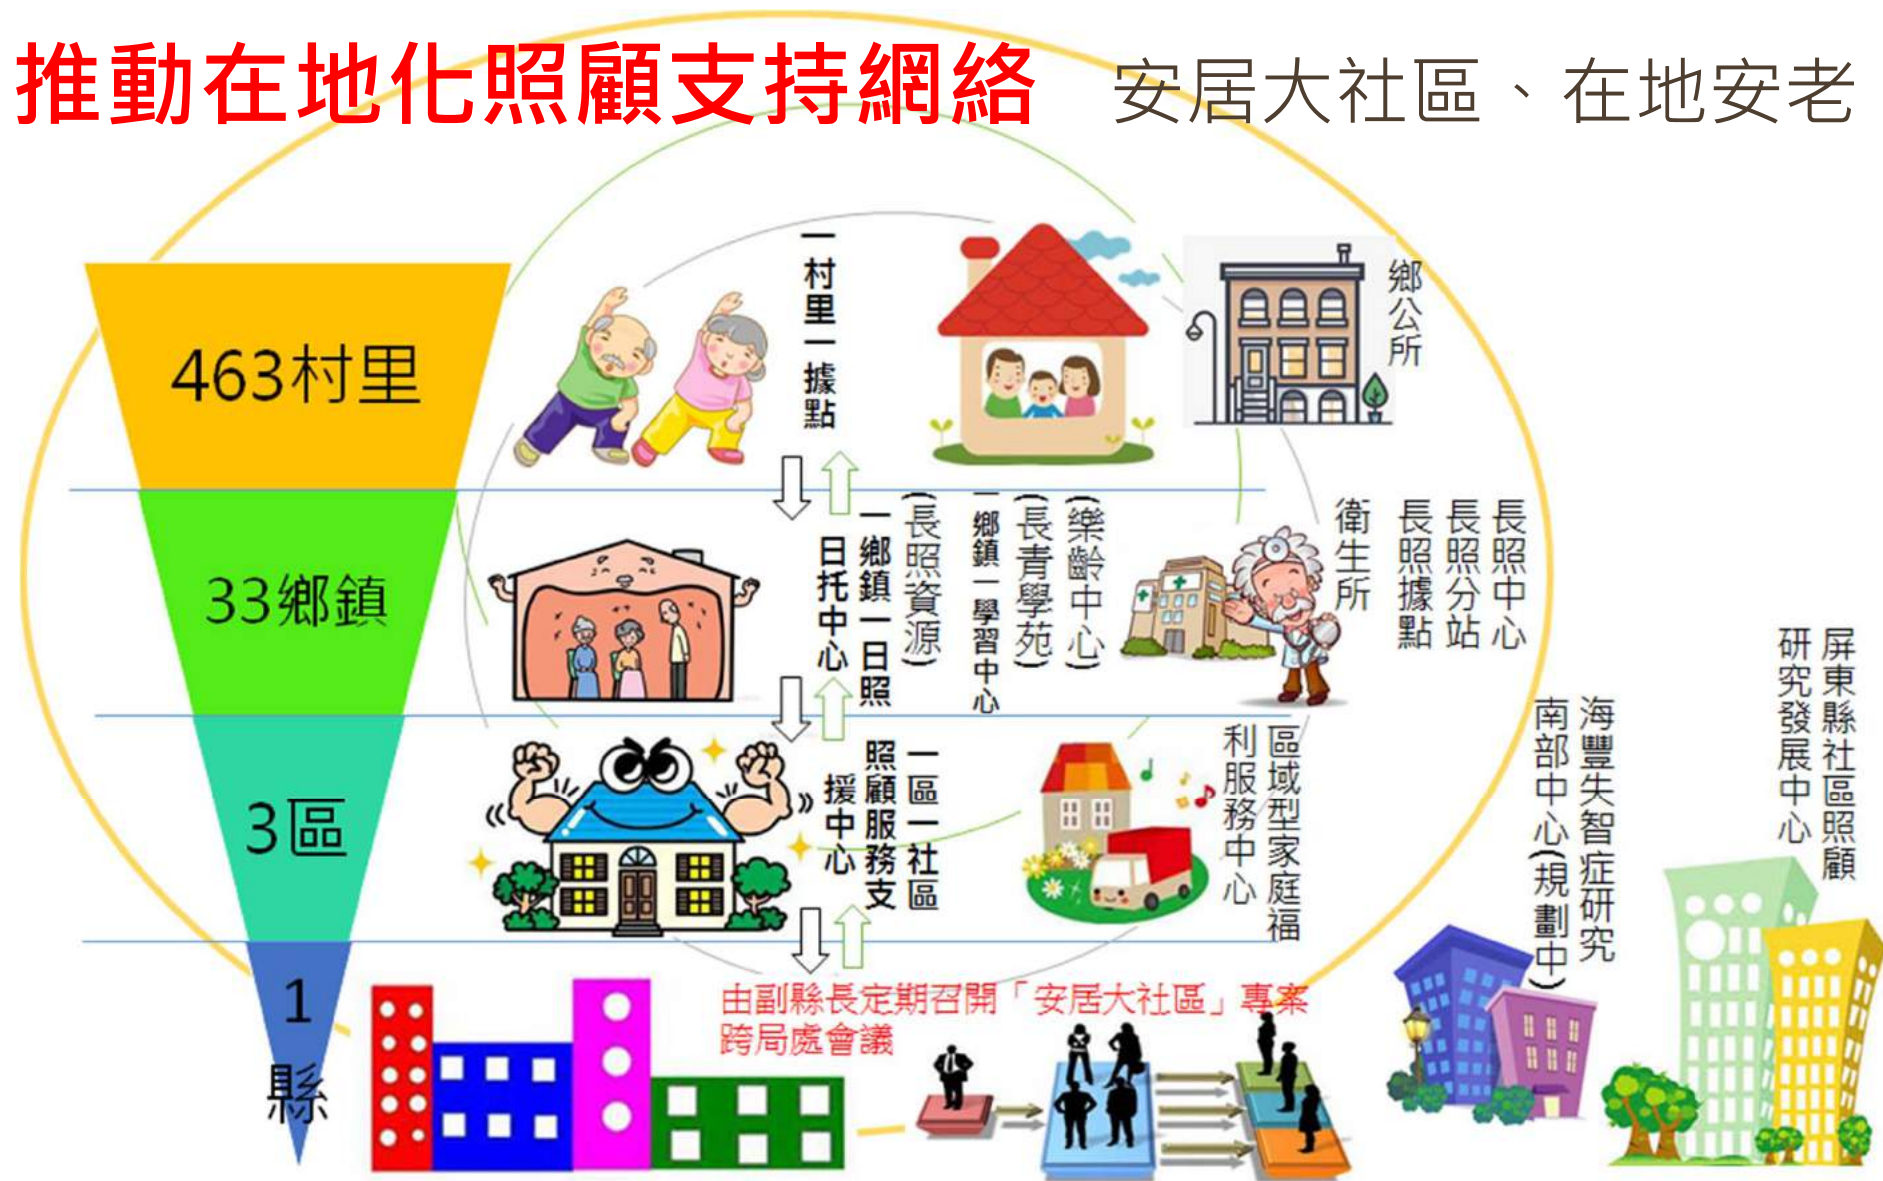 推動在地化照顧支持網絡
安居大社區、在地安老
463村里
一村里一據點
鄉公所
33鄉鎮
一鄉鎮一日照
日托中心
(長照資源)
一鄉鎮一學習中心
(長青學苑)
(樂齡中心)
衛生所
長照中心
長照分站
長照據點
3區
一區一社區
照顧服務支
援中心
區域型家庭福
利服務中心
海豐失智症研究
南部中心(規劃中)
屏東縣社區照顧
研究發展中心
1
縣
由副縣長定期召開「安居大社區」專案
跨局處會議